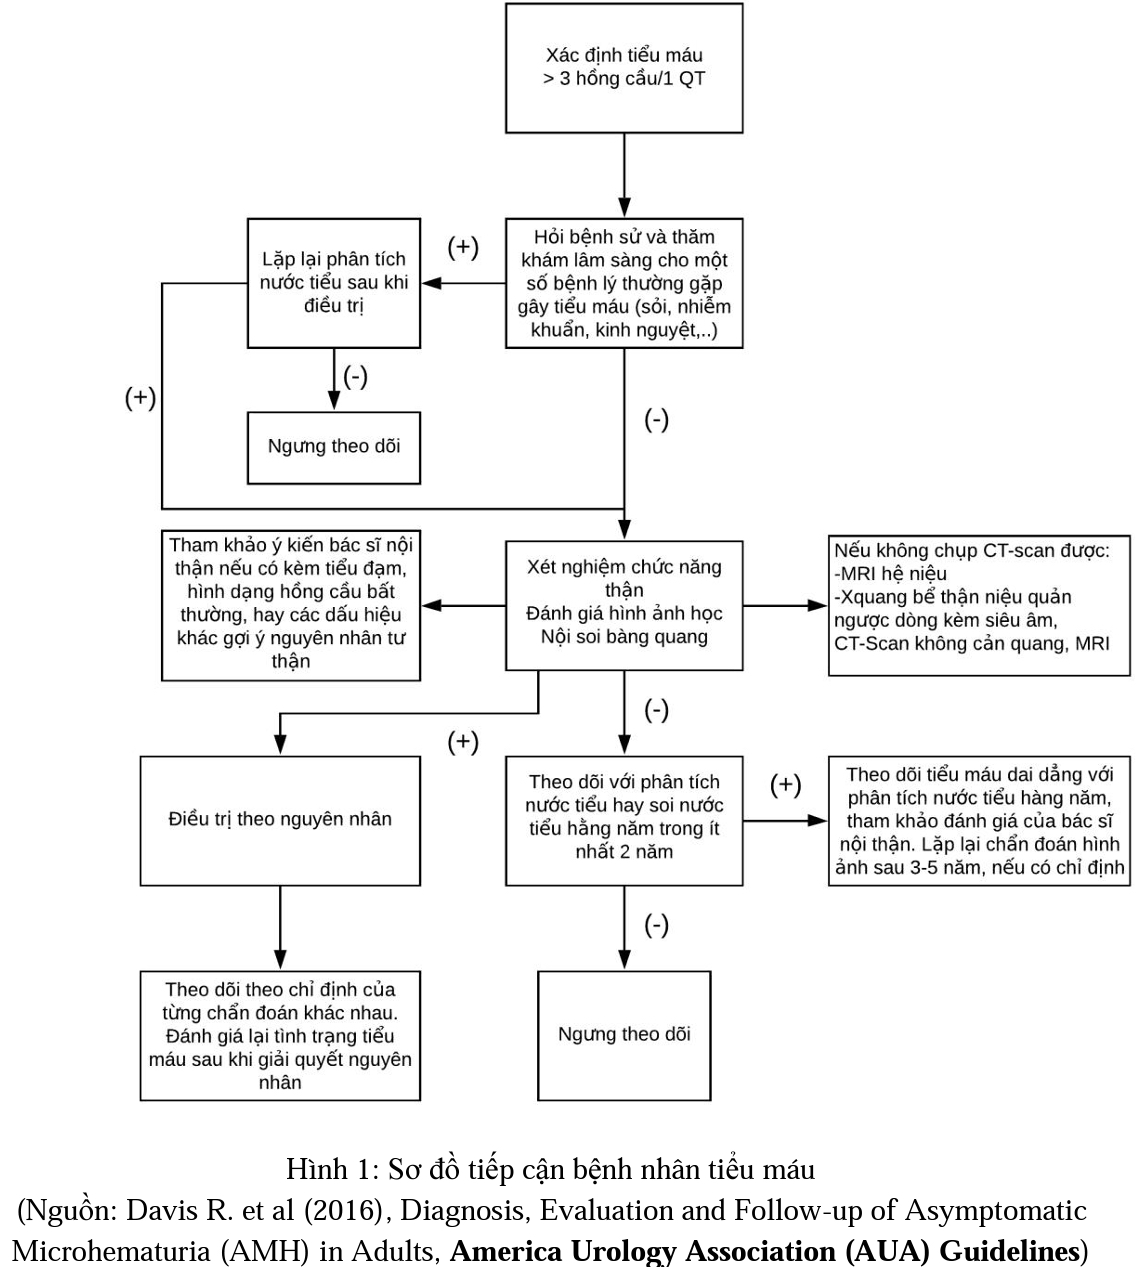 Xác định tiểu máu
> 3 hồng cầu/1 QT
Hỏi bệnh sử và thăm
khám lâm sàng cho một
số bệnh lý thường gặp
gây tiểu máu (sỏi, nhiễm
khuẩn, kinh nguyệt,..)
(+)
Lặp lại phân tích
nước tiểu sau khi
điều trị
(-)
(+)
Ngưng theo dõi
(-)
Tham khảo ý kiến bác sĩ nội
thận nếu có kèm tiểu đạm,
hình dạng hồng cầu bất
thường, hay các dấu hiệu
khác gợi ý nguyên nhân tư
thận
Xét nghiệm chức năng
thận
Đánh giá hình ảnh học
Nội soi bàng quang
Nếu không chụp CT-scan được:
-MRI hệ niệu
-Xquang bể thận niệu quản
ngược dòng kèm siêu âm,
CT-Scan không cản quang, MRI
(+)
(-)
Điều trị theo nguyên nhân
Theo dõi với phân tích
nước tiểu hay soi nước
tiểu hằng năm trong ít
nhất 2 năm
(+)
Theo dõi tiểu máu dai dẳng với
phân tích nước tiểu hàng năm,
tham khảo đánh giá của bác sĩ
nội thận. Lặp lại chẩn đoán hình
ảnh sau 3-5 năm, nếu có chỉ định
(-)
Theo dõi theo chỉ định của
từng chẩn đoán khác nhau.
Đánh giá lại tình trạng tiểu
máu sau khi giải quyết nguyên
nhân
Ngưng theo dõi
Hình 1: Sơ đồ tiếp cận bệnh nhân tiểu máu
(Nguồn: Davis R. et al (2016), Diagnosis, Evaluation and Follow-up of Asymptomatic
Microhematuria (AMH) in Adults, America Urology Association (AUA) Guidelines)